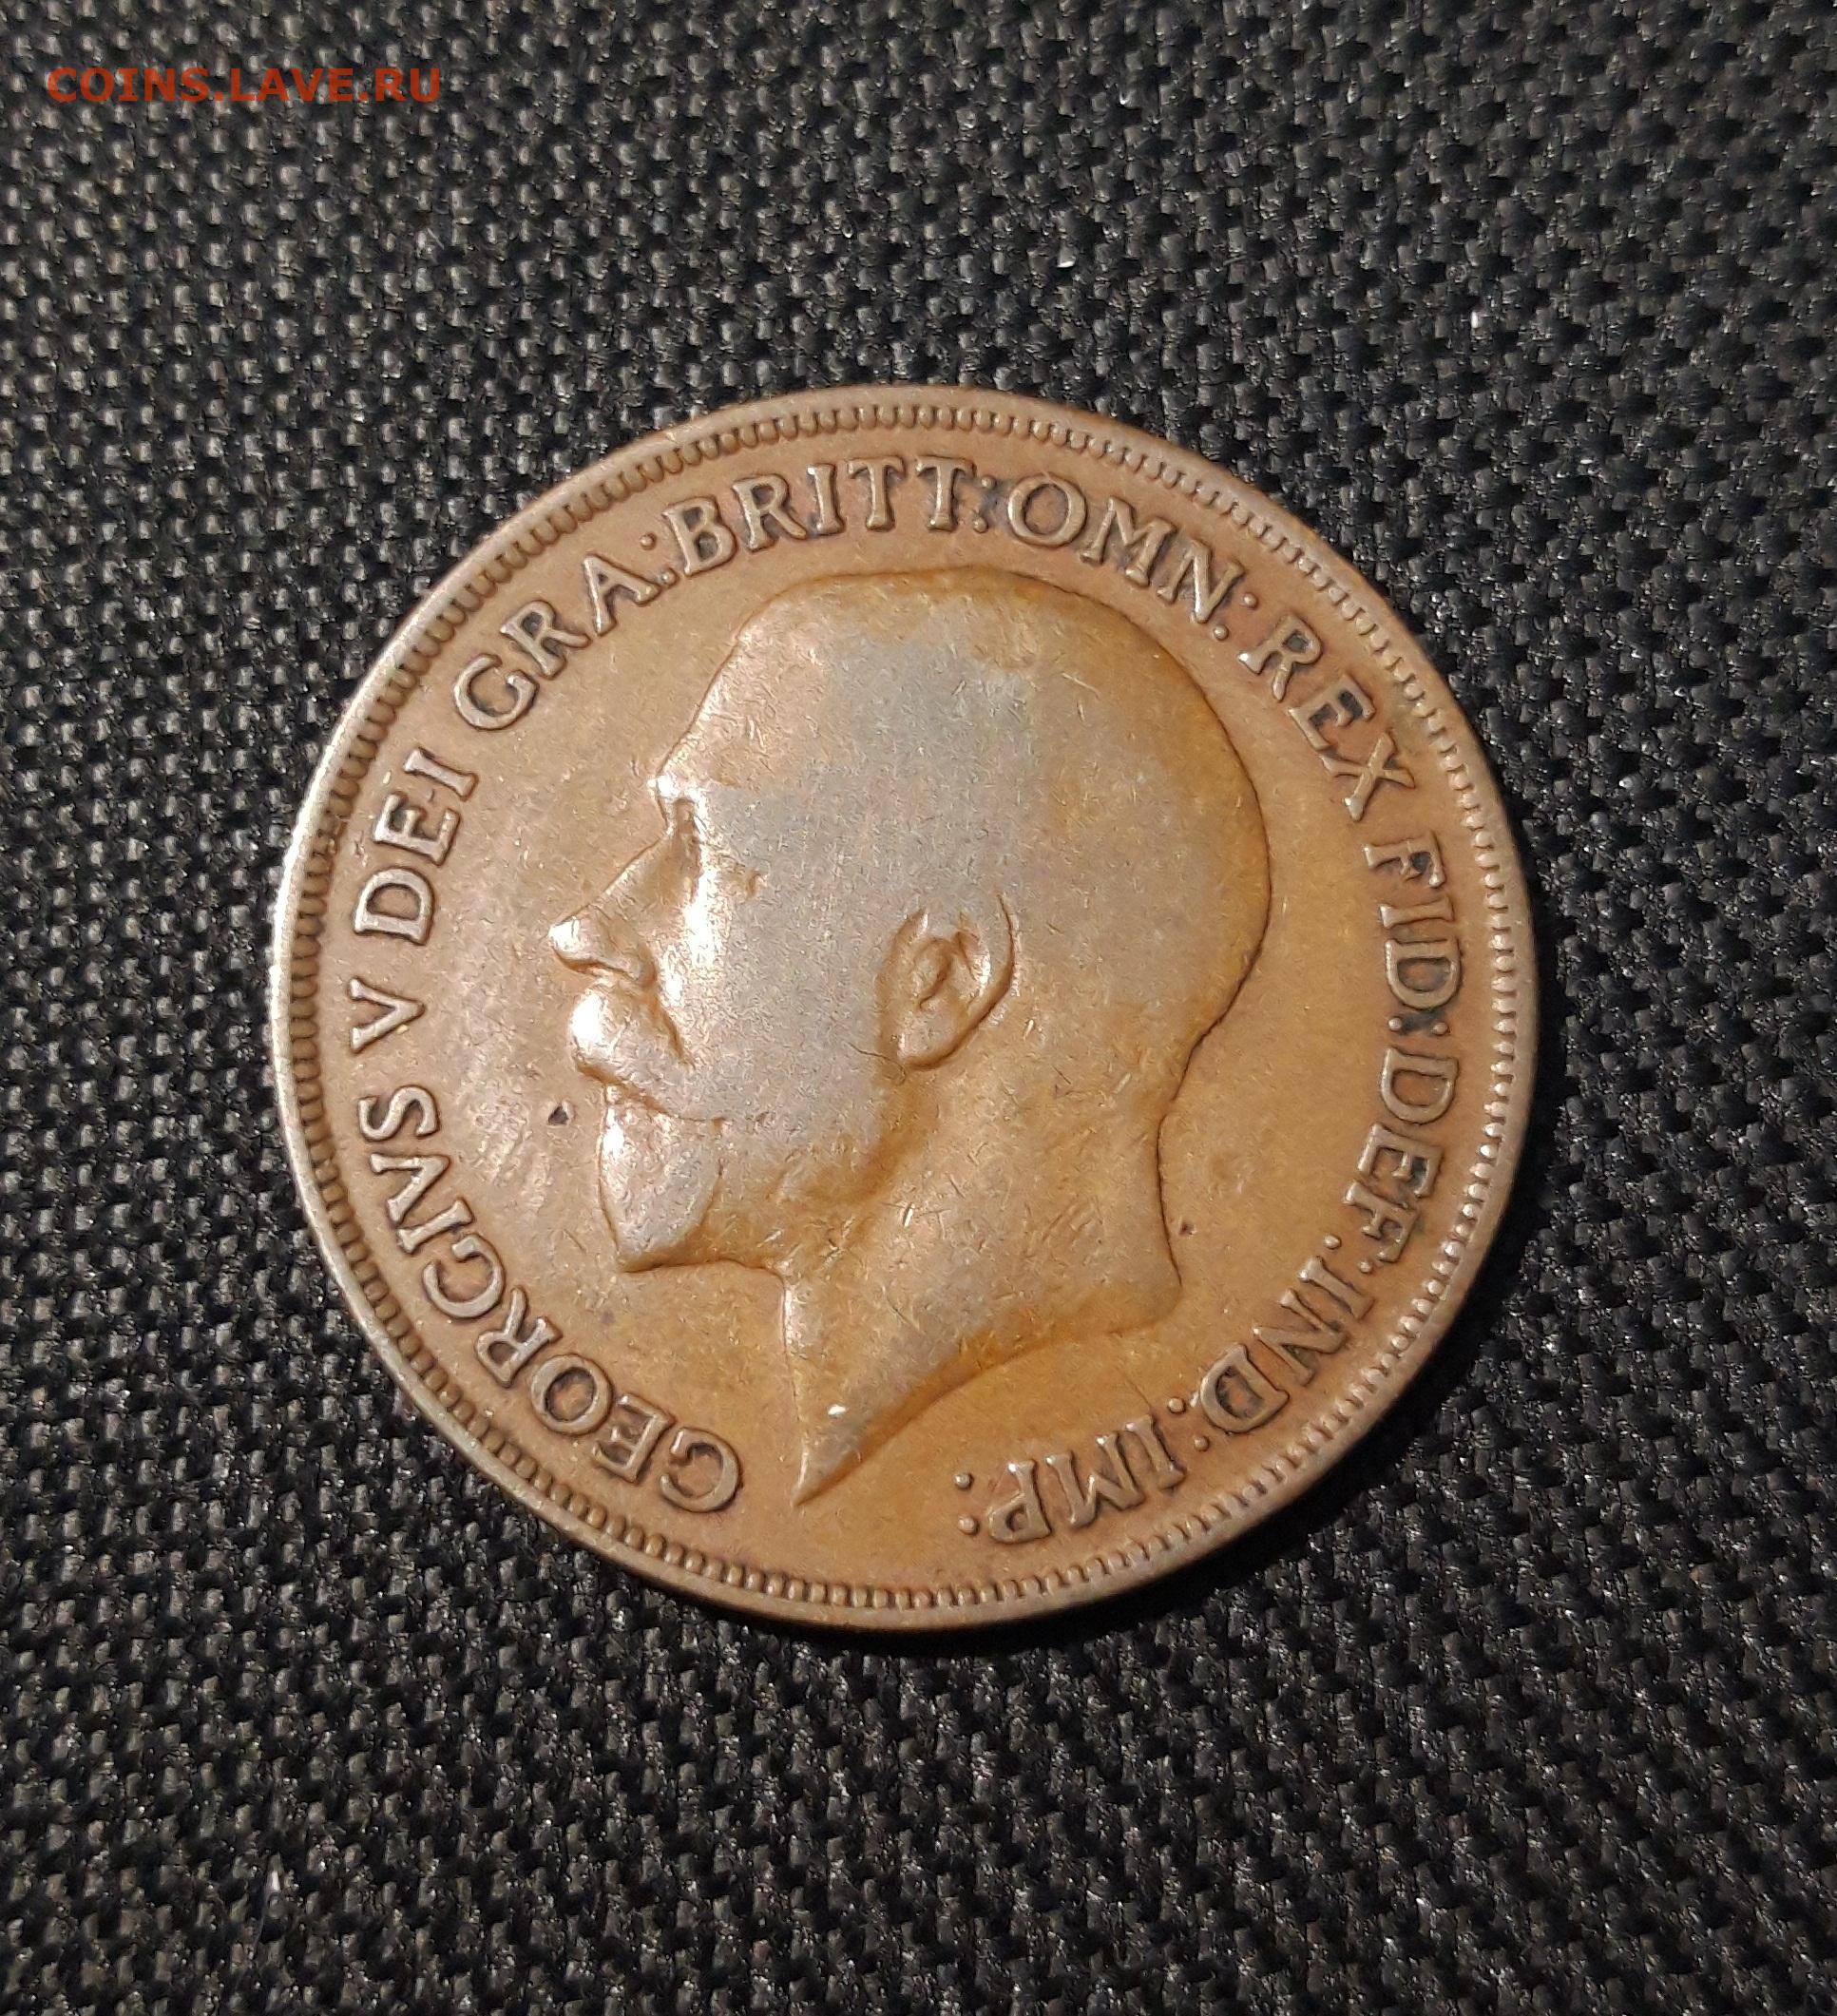 COINS.LAVE.RU
GEORGIVS V DEI GRA:BRITT:OMN: REX FID:DEF:IND:IMP: